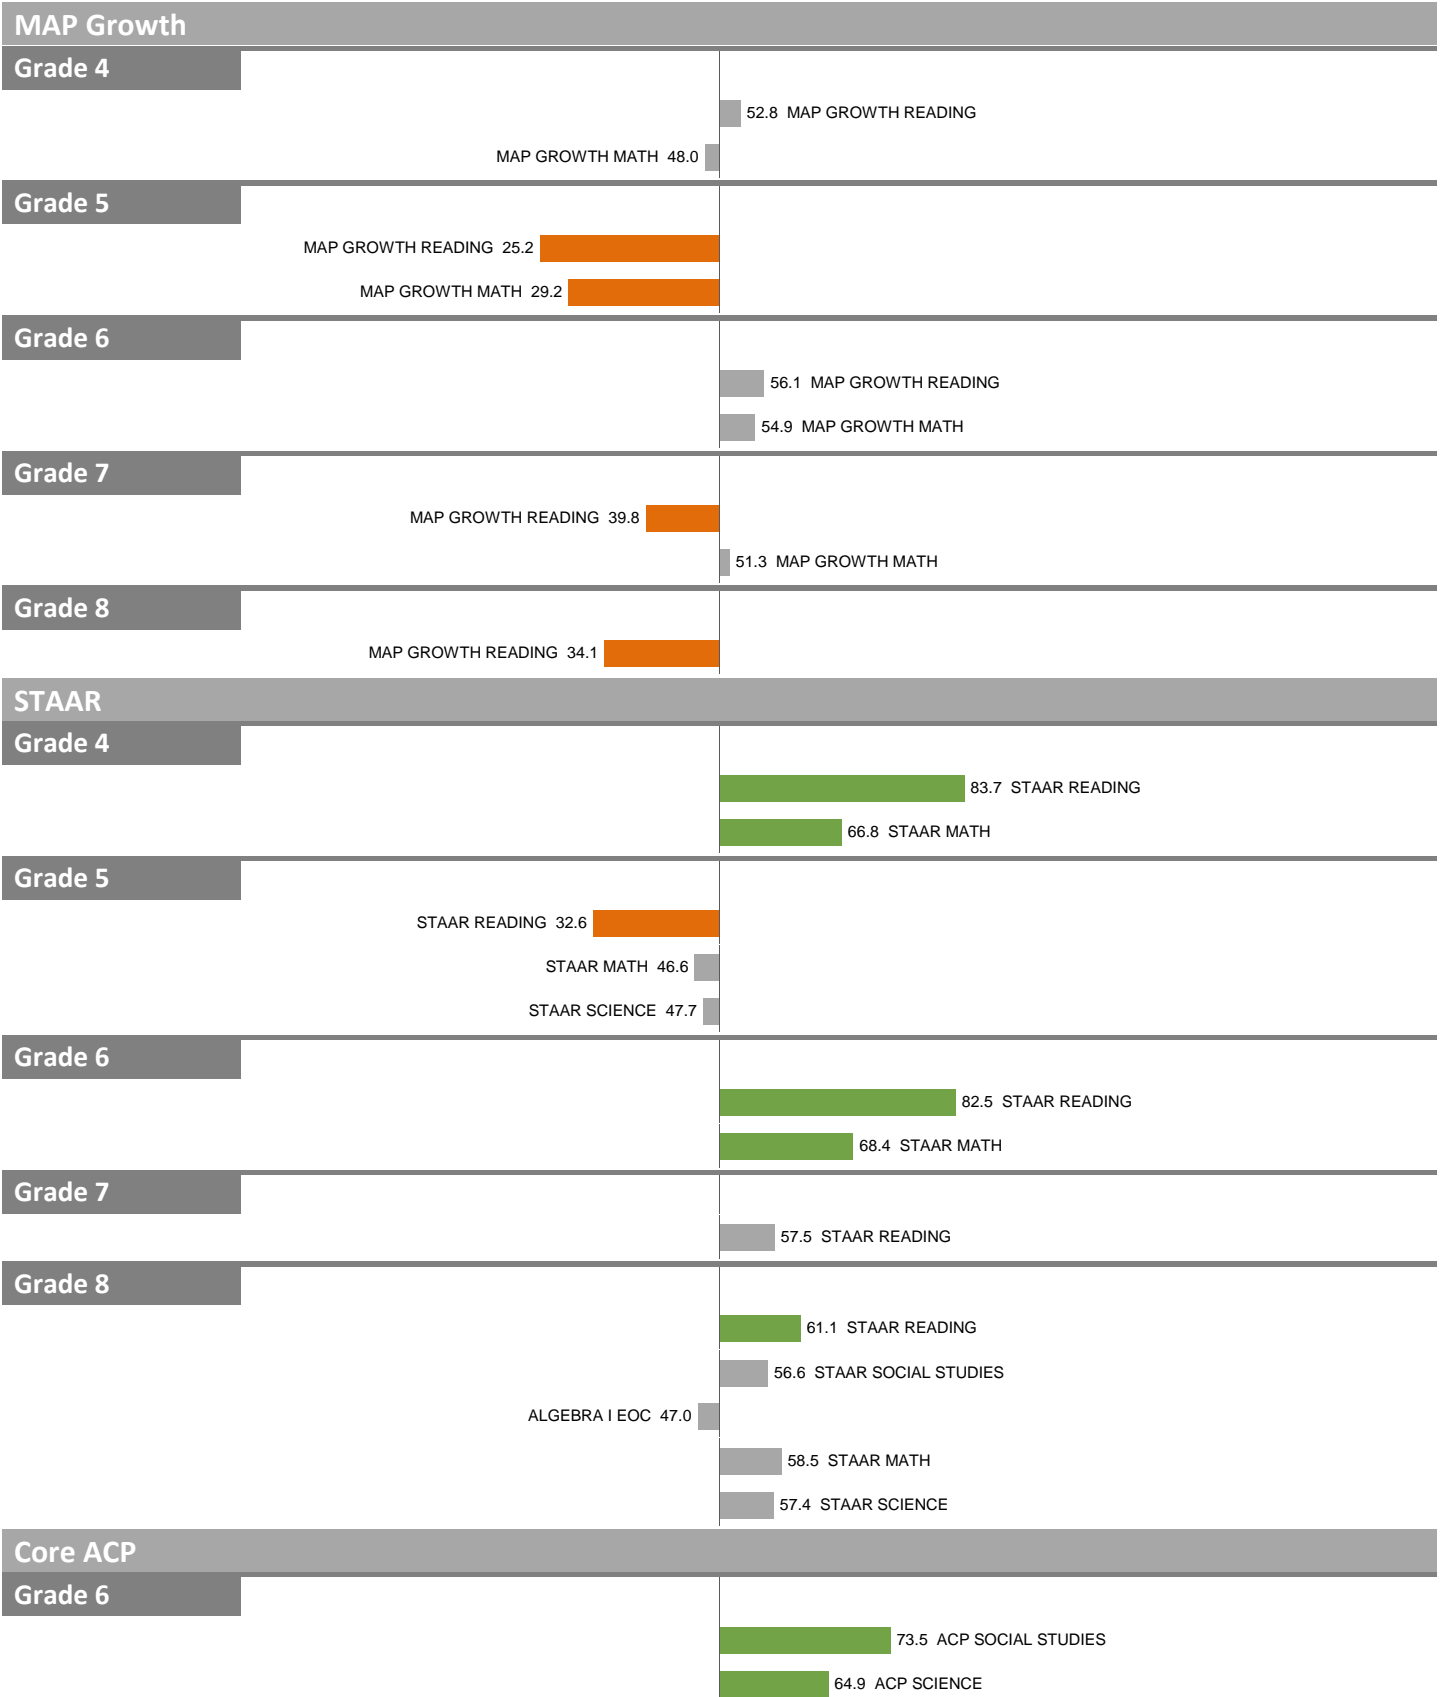 MAP Growth
Grade 4
52.8 MAP GROWTH READING
MAP GROWTH MATH 48.0
Grade 5
MAP GROWTH READING 25.2
MAP GROWTH MATH 29.2
Grade 6
56.1 MAP GROWTH READING
54.9 MAP GROWTH MATH
Grade 7
MAP GROWTH READING 39.8
51.3 MAP GROWTH MATH
Grade 8
MAP GROWTH READING 34.1
STAAR
Grade 4
83.7 STAAR READING
66.8 STAAR MATH
Grade 5
STAAR READING 32.6
STAAR MATH 46.6
STAAR SCIENCE 47.7
Grade 6
82.5 STAAR READING
68.4 STAAR MATH
Grade 7
57.5 STAAR READING
Grade 8
61.1 STAAR READING
56.6 STAAR SOCIAL STUDIES
ALGEBRA I EOC 47.0
58.5 STAAR MATH
57.4 STAAR SCIENCE
Core ACP
Grade 6
73.5 ACP SOCIAL STUDIES
64.9 ACP SCIENCE